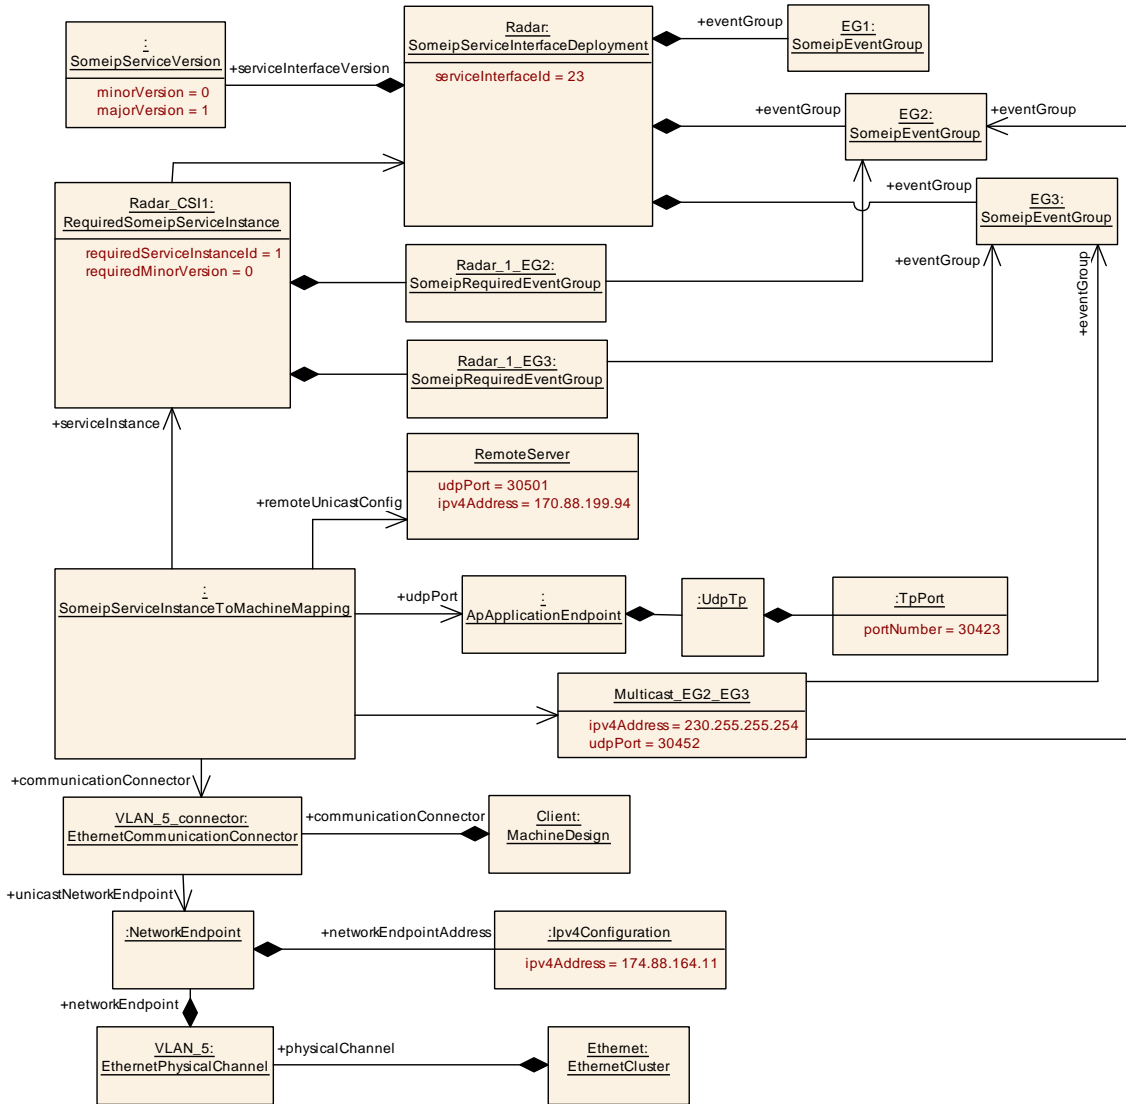 :
SomeipServiceVersion
minorVersion = 0
majorVersion = 1
+serviceInterfaceVersion
Radar:
SomeipServiceInterfaceDeployment
serviceInterfaceId = 23
+eventGroup
EG1:
SomeipEventGroup
+eventGroup
EG2:
SomeipEventGroup
+eventGroup
+eventGroup
EG3:
SomeipEventGroup
Radar_CSI1:
RequiredSomeipServiceInstance
requiredServiceInstanceId = 1
requiredMinorVersion = 0
Radar_1_EG2:
SomeipRequiredEventGroup
+eventGroup
+eventGroup
Radar_1_EG3:
SomeipRequiredEventGroup
+serviceInstance
RemoteServer
udpPort = 30501
ipv4Address = 170.88.199.94
+remoteUnicastConfig
:
SomeipServiceInstanceToMachineMapping
+udpPort
:
ApApplicationEndpoint
:UdpTp
:TpPort
portNumber = 30423
Multicast_EG2_EG3
ipv4Address = 230.255.255.254
udpPort = 30452
+communicationConnector
VLAN_5_connector:
EthernetCommunicationConnector
+communicationConnector
Client:
MachineDesign
+unicastNetworkEndpoint
:NetworkEndpoint
+networkEndpointAddress
:Ipv4Configuration
ipv4Address = 174.88.164.11
+networkEndpoint
VLAN_5:
EthernetPhysicalChannel
+physicalChannel
Ethernet:
EthernetCluster